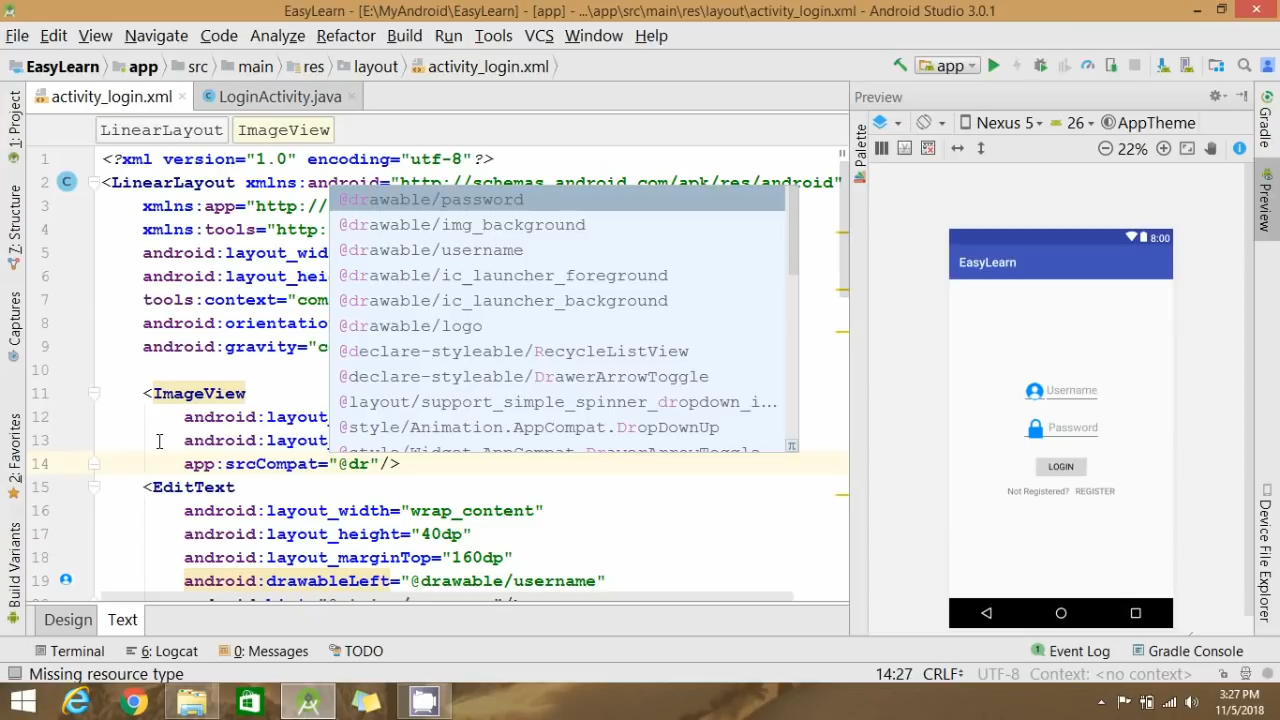 EasyLearn - [E:\MyAndroid\EasyLearn] - [app] - ...\app\src\main\res\layout\activity_login.xml - Android Studio 3.0.1
File Edit View Navigate Code Analyze Refactor Build Run Tools VCS Window Help
EasyLearn app src main res layout activity_login.xml app
activity_login.xml LoginActivity.java
Preview
LinearLayout ImageView
Nexus 5 26 AppTheme
22%
1 <?xml version="1.0" encoding="utf-8"?>
2 <LinearLayout xmlns:android="http://schemas.android.com/apk/res/android"
3 xmlns:app="http://
4 xmlns:tools="http:
5 android:layout_wid
6 android:layout_hei
7 tools:context="com
8 android:orientatio
9 android:gravity="c
10
11 <ImageView
12 android:layout_
13 android:layout_
14 app:srcCompat="@dr"/>
15 <EditText
16 android:layout_width="wrap_content"
17 android:layout_height="40dp"
18 android:layout_marginTop="160dp"
19 android:drawableLeft="@drawable/username"
@drawable/password
@drawable/img_background
@drawable/username
@drawable/ic_launcher_foreground
@drawable/ic_launcher_background
@drawable/logo
@declare-styleable/RecycleListView
@declare-styleable/DrawerArrowToggle
@layout/support_simple_spinner_dropdown_i...
@style/Animation.AppCompat.DropDownUp
π
1: Project
7: Structure
Captures
2: Favorites
Build Variants
Palette
8:00
EasyLearn
Username
Password
LOGIN
Not Registered? REGISTER
Gradle
Preview
Device File Explorer
Design Text
Terminal 6: Logcat 0: Messages TODO Event Log Gradle Console
Missing resource type 14:27 CRLF UTF-8 Context: <no context>
3:27 PM
11/5/2018